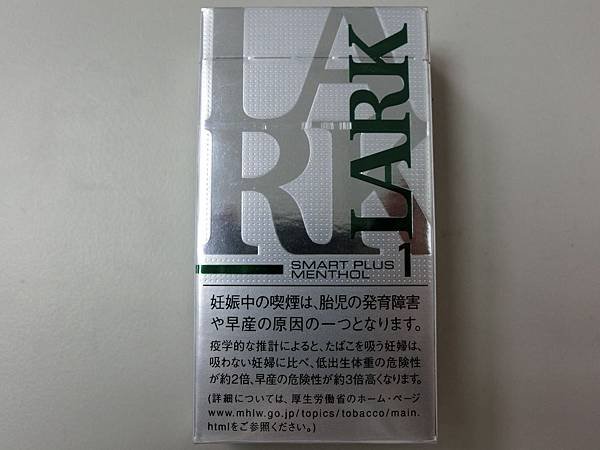 LA
RK
LARK
SMART PLUS
MENTHOL
1
妊娠中の喫煙は、胎児の発育障害
や早産の原因の一つとなります。
疫学的な推計によると、たばこを吸う妊婦は、
吸わない妊婦に比べ、低出生体重の危険性
が約2倍、早産の危険性が約3倍高くなります。
(詳細については、厚生労働省のホーム・ページ
www.mhlw.go.jp/topics/tobacco/main.
htmlをご参照ください。)